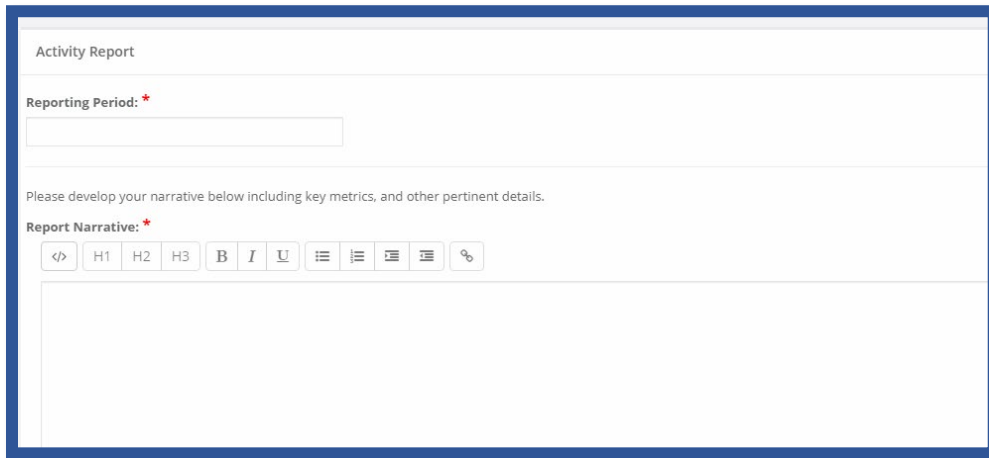 Activity Report
Reporting Period: *
Please develop your narrative below including key metrics, and other pertinent details.
Report Narrative: *
</> H1 H2 H3 B I U